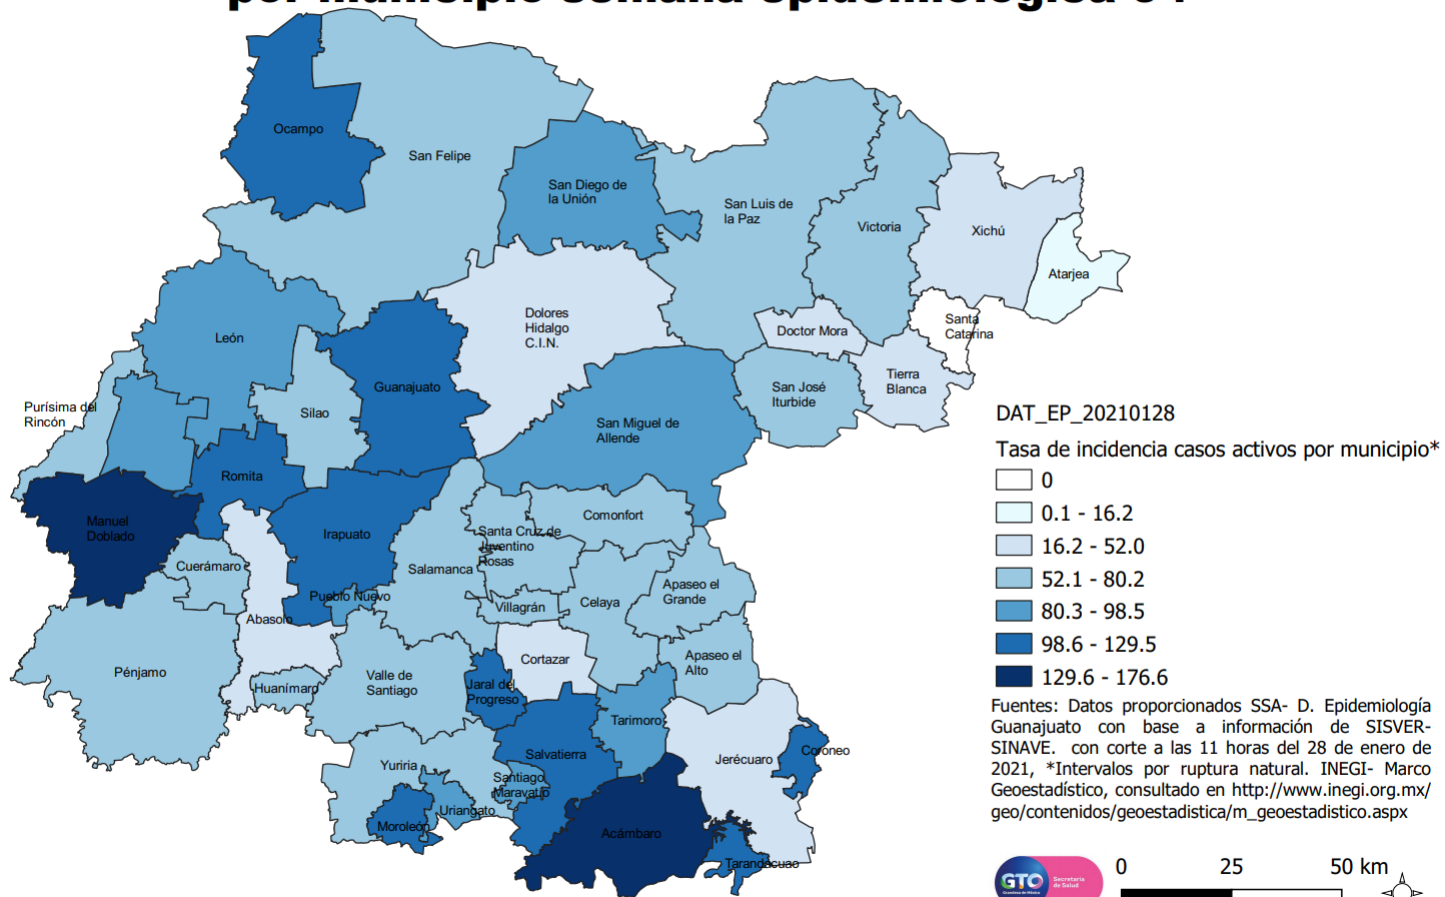 por municipio semana epidemiológica 04
Ocampo
San Felipe
San Diego de
la Unión
San Luis de
la Paz
Victoria
Xichú
Atarjea
Santa
Catarina
Doctor Mora
Dolores
Hidalgo
C.I.N.
León
Guanajuato
Silao
San José
Iturbide
Tierra
Blanca
Purísima del
Rincón
San Miguel de
Allende
Romita
Manuel
Doblado
Irapuato
Comonfort
Santa Cruz de
Juventino
Rosas
Cuerámaro
Salamanca
Pueblo Nuevo
Villagrán
Celaya
Apaseo el
Grande
Abasolo
Pénjamo
Huanímaro
Valle de
Santiago
Cortazar
Apaseo el
Alto
Jaral del
Progreso
Tarimoro
Salvatierra
Jerécuaro
Coroneo
Yuriria
Santiago
Maravatío
Uriangato
Moroleón
Acámbaro
Tarandacuao
DAT_EP_20210128
Tasa de incidencia casos activos por municipio*
0
0.1 - 16.2
16.2 - 52.0
52.1 - 80.2
80.3 - 98.5
98.6 - 129.5
129.6 - 176.6
Fuentes: Datos proporcionados SSA- D. Epidemiología
Guanajuato con base a información de SISVER-
SINAVE. con corte a las 11 horas del 28 de enero de
2021, *Intervalos por ruptura natural. INEGI- Marco
Geoestadístico, consultado en http://www.inegi.org.mx/
geo/contenidos/geoestadistica/m_geoestadistico.aspx
GTO
Secretaría
de Salud
0 25 50 km